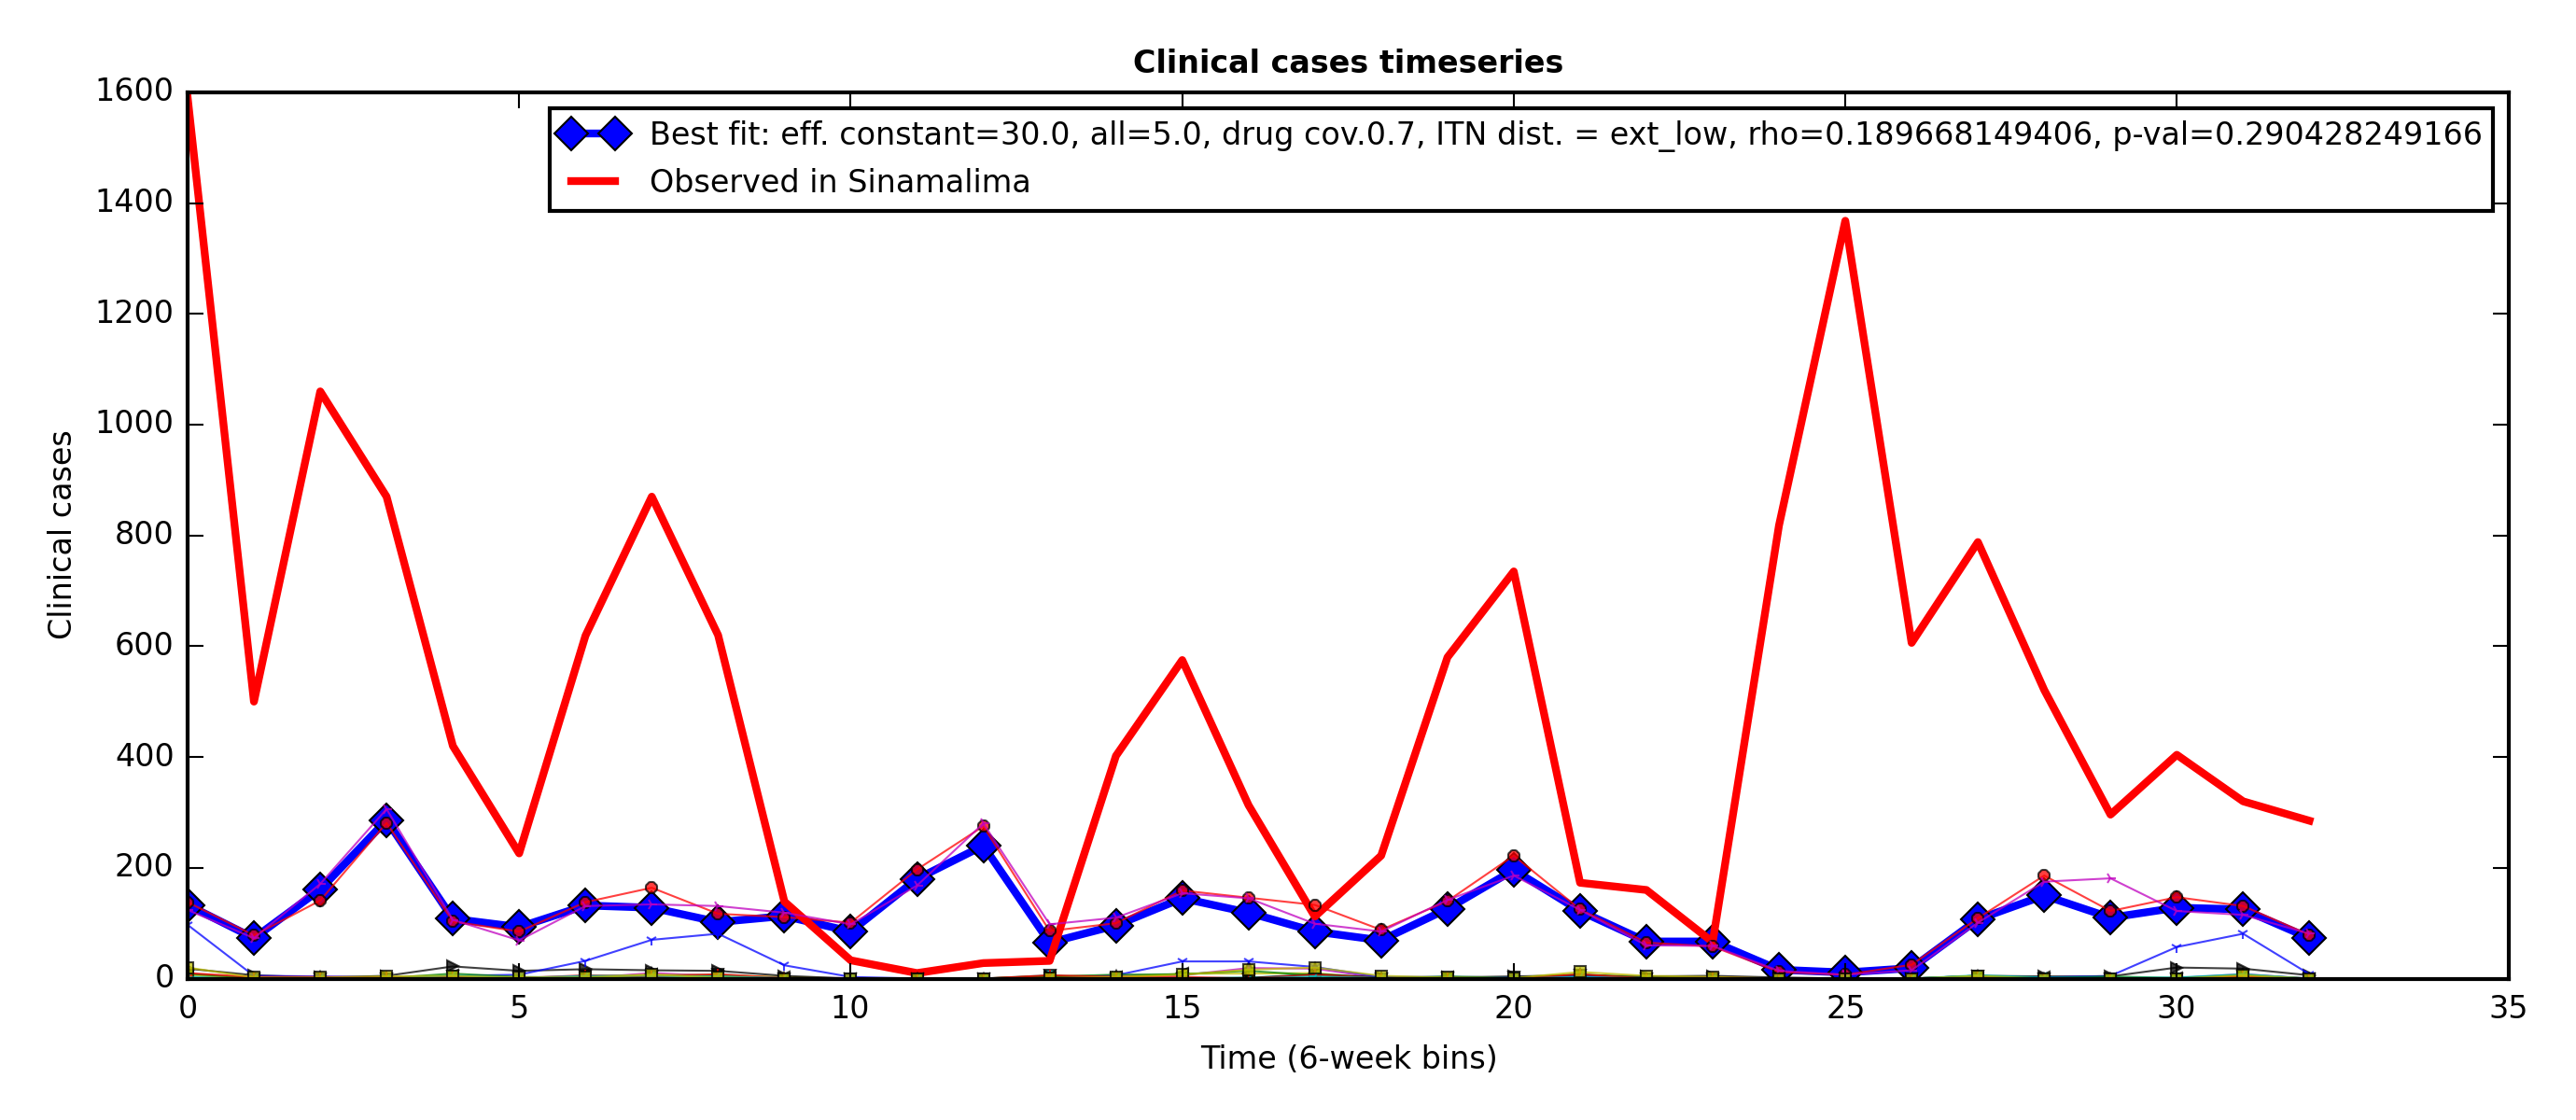 Clinical cases timeseries
1600
1400
1200
1000
800
600
400
200
0
Clinical cases
Best fit: eff. constant=30.0, all=5.0, drug cov.0.7, ITN dist. = ext_low, rho=0.189668149406, p-val=0.290428249166
Observed in Sinamalima
0 5 10 15 20 25 30 35
Time (6-week bins)